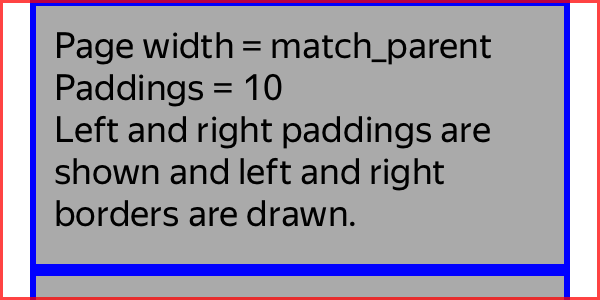 Page width = match_parent
Paddings = 10
Left and right paddings are
shown and left and right
borders are drawn.